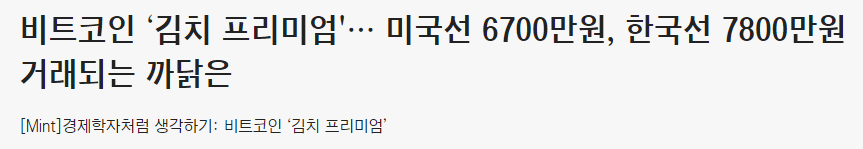 비트코인 ‘김치 프리미엄'… 미국선 6700만원, 한국선 7800만원
거래되는 까닭은
[Mint]경제학자처럼 생각하기: 비트코인 ‘김치 프리미엄’